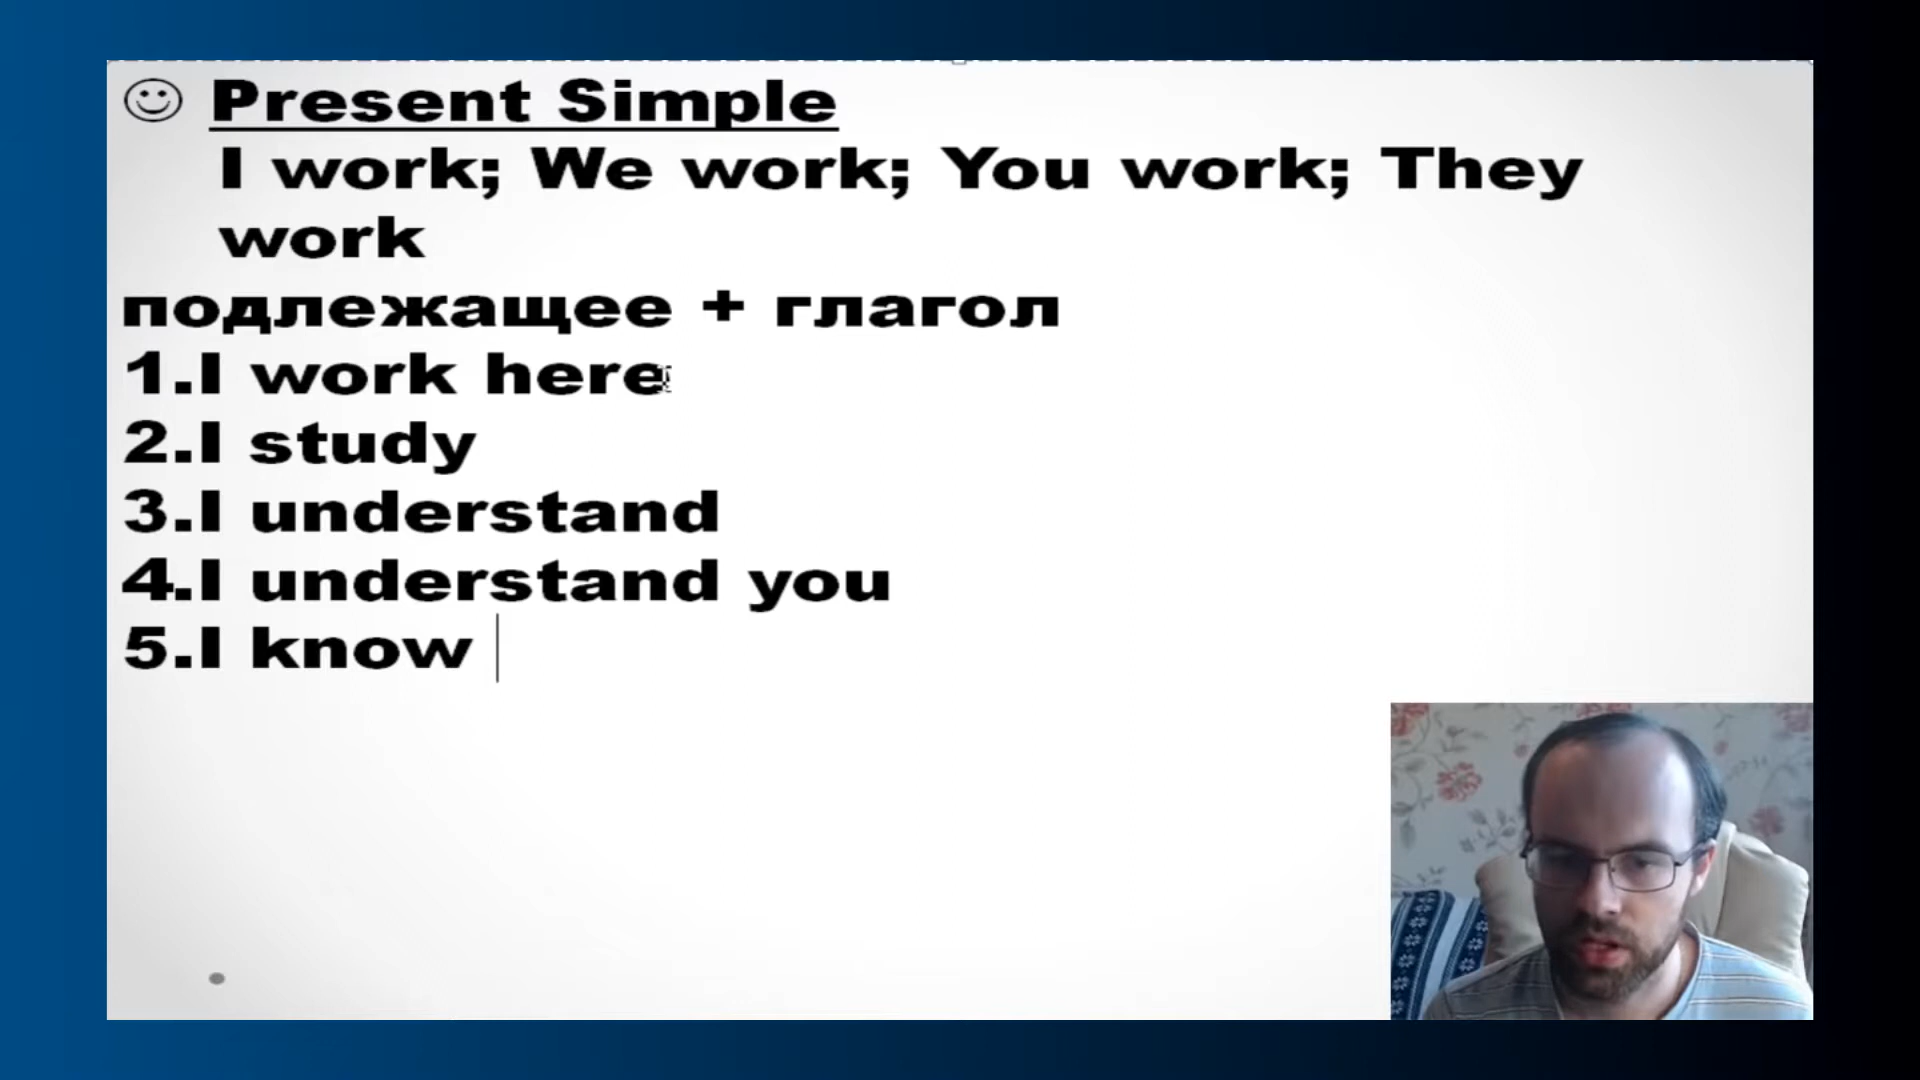 Present Simple
I work; We work; You work; They
work
подлежащее + глагол
1.I work here
2.I study
3.I understand
4.I understand you
5.I know